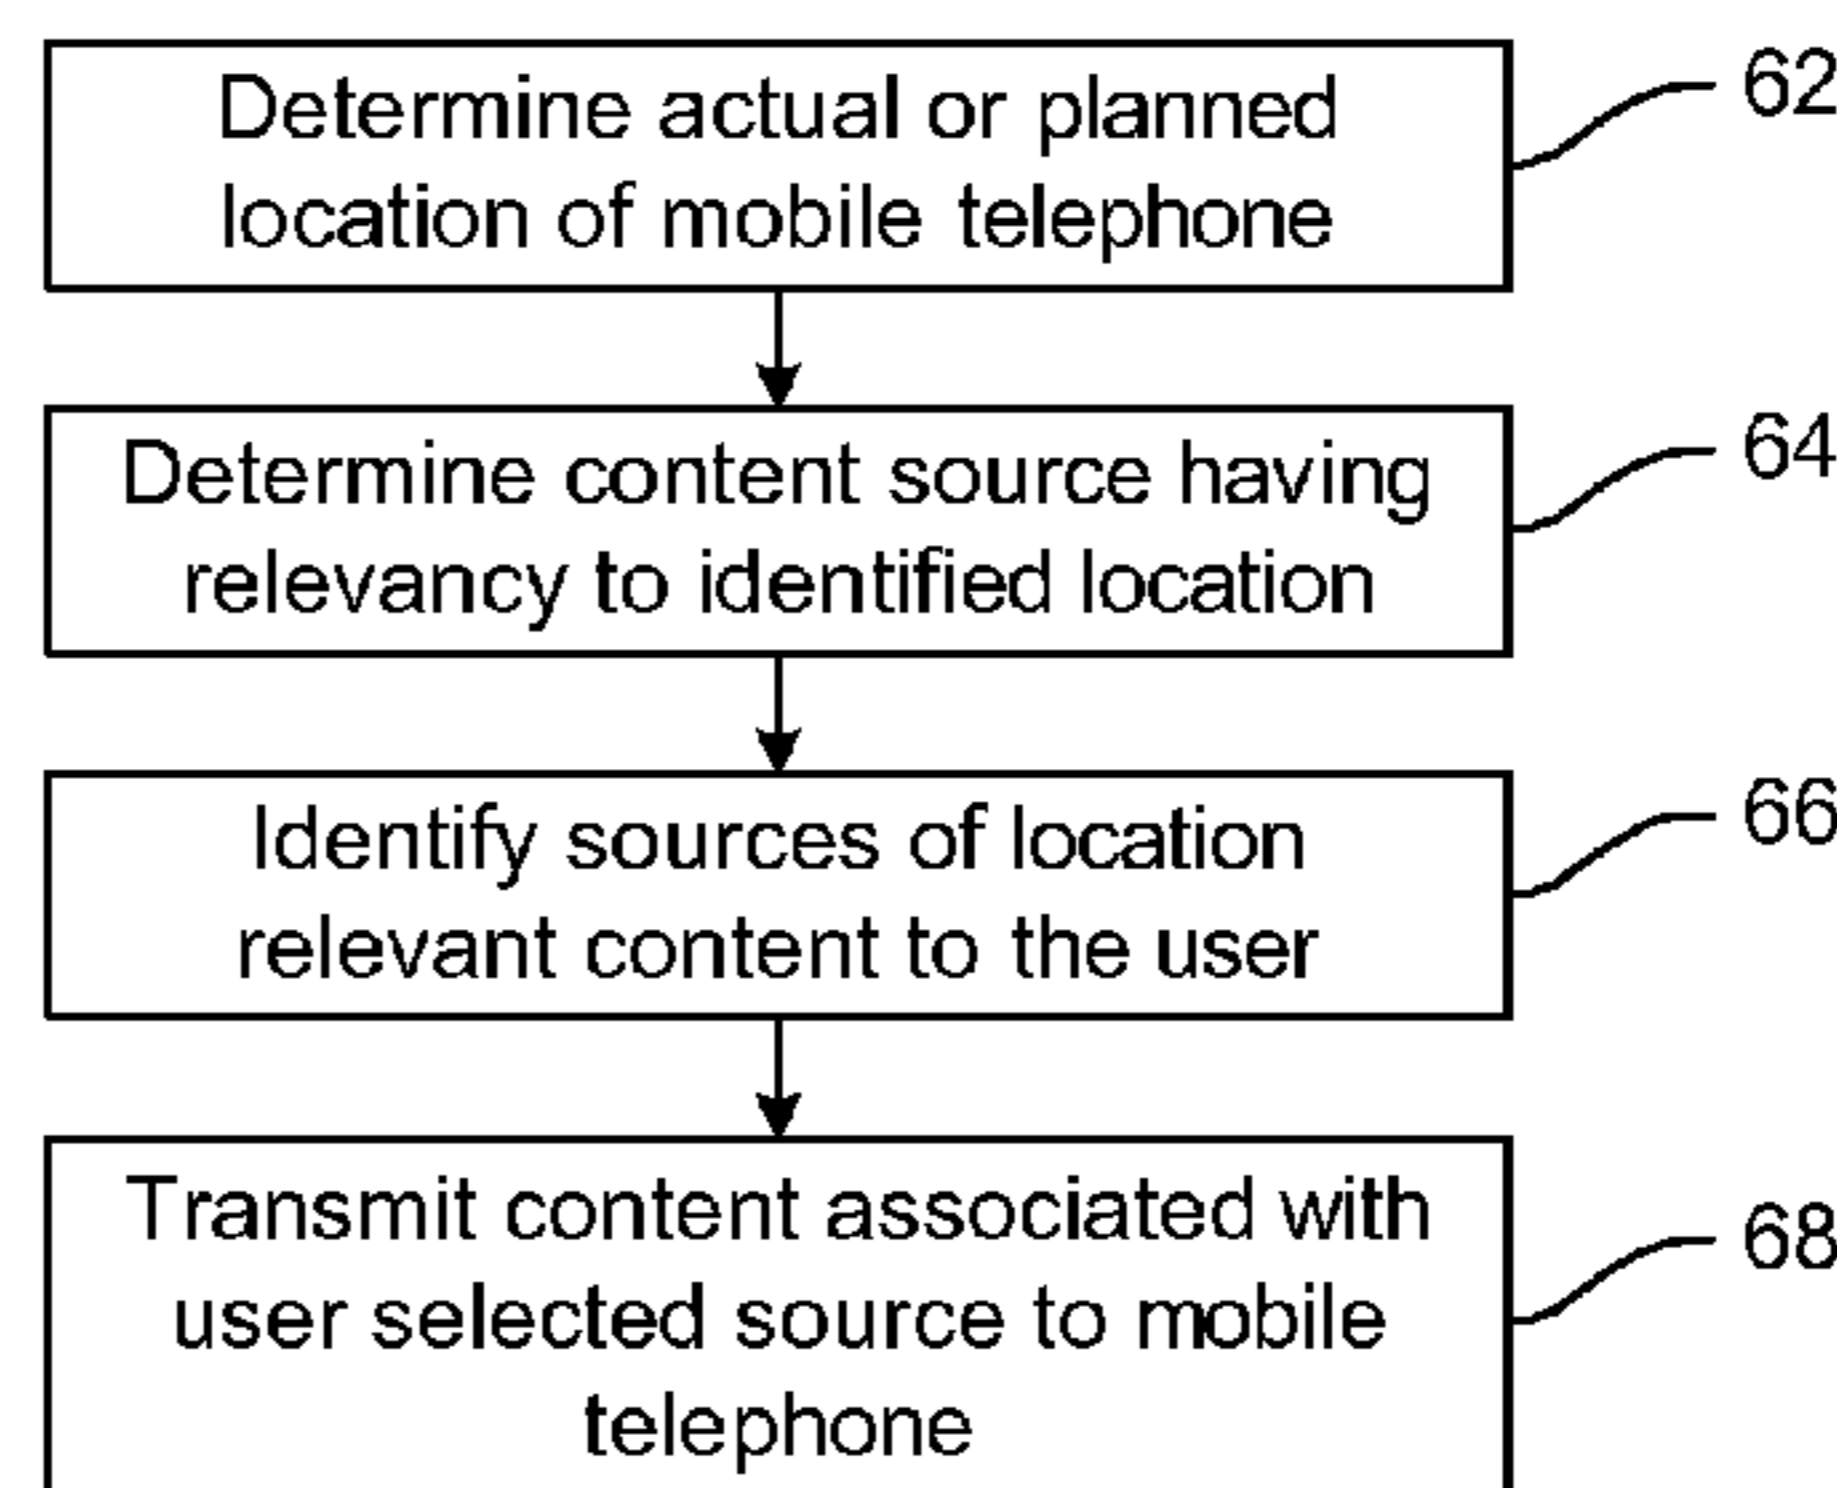 Determine actual or planned
location of mobile telephone
62
Determine content source having
relevancy to identified location
64
Identify sources of location
relevant content to the user
66
Transmit content associated with
user selected source to mobile
telephone
68